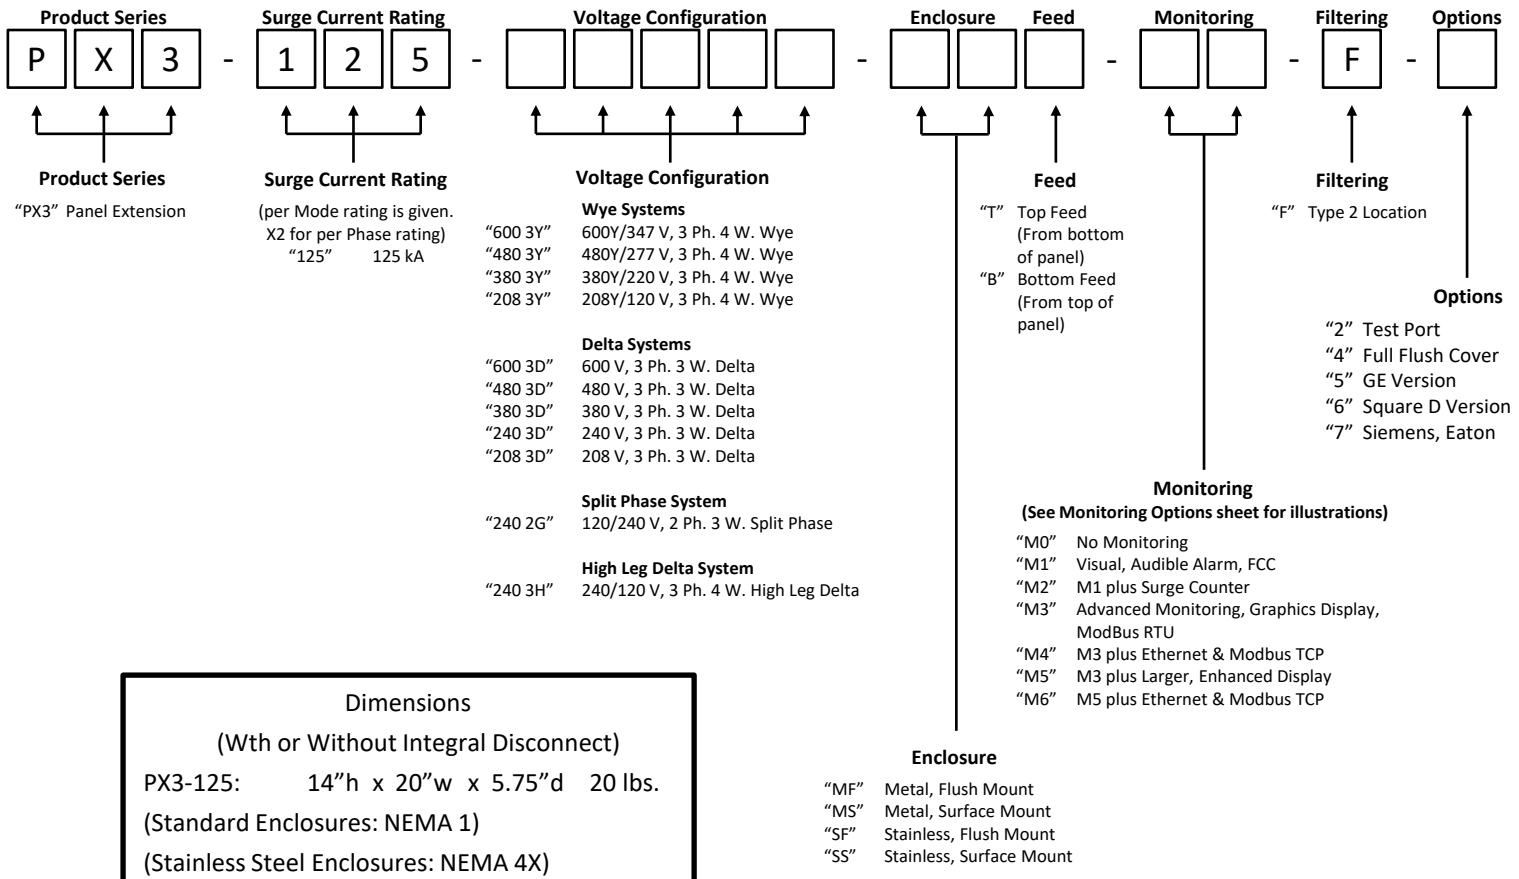 Product Series Surge Current Rating Voltage Configuration Enclosure Feed Monitoring Filtering Options
P X 3 - 1 2 5 - - - - F -
Product Series
“PX3” Panel Extension
Surge Current Rating
(per Mode rating is given.
X2 for per Phase rating)
“125” 125 kA
Voltage Configuration
Wye Systems
“600 3Y” 600Y/347 V, 3 Ph. 4 W. Wye
“480 3Y” 480Y/277 V, 3 Ph. 4 W. Wye
“380 3Y” 380Y/220 V, 3 Ph. 4 W. Wye
“208 3Y” 208Y/120 V, 3 Ph. 4 W. Wye
Delta Systems
“600 3D” 600 V, 3 Ph. 3 W. Delta
“480 3D” 480 V, 3 Ph. 3 W. Delta
“380 3D” 380 V, 3 Ph. 3 W. Delta
“240 3D” 240 V, 3 Ph. 3 W. Delta
“208 3D” 208 V, 3 Ph. 3 W. Delta
Split Phase System
“240 2G” 120/240 V, 2 Ph. 3 W. Split Phase
High Leg Delta System
“240 3H” 240/120 V, 3 Ph. 4 W. High Leg Delta
Feed
“T” Top Feed
(From bottom
of panel)
“B” Bottom Feed
(From top of
panel)
Filtering
“F” Type 2 Location
Options
“2” Test Port
“4” Full Flush Cover
“5” GE Version
“6” Square D Version
“7” Siemens, Eaton
Monitoring
(See Monitoring Options sheet for illustrations)
“M0” No Monitoring
“M1” Visual, Audible Alarm, FCC
“M2” M1 plus Surge Counter
“M3” Advanced Monitoring, Graphics Display,
ModBus RTU
“M4” M3 plus Ethernet & Modbus TCP
“M5” M3 plus Larger, Enhanced Display
“M6” M5 plus Ethernet & Modbus TCP
Enclosure
“MF” Metal, Flush Mount
“MS” Metal, Surface Mount
“SF” Stainless, Flush Mount
“SS” Stainless, Surface Mount
Dimensions
(Wth or Without Integral Disconnect)
PX3-125: 14”h x 20”w x 5.75”d 20 lbs.
(Standard Enclosures: NEMA 1)
(Stainless Steel Enclosures: NEMA 4X)